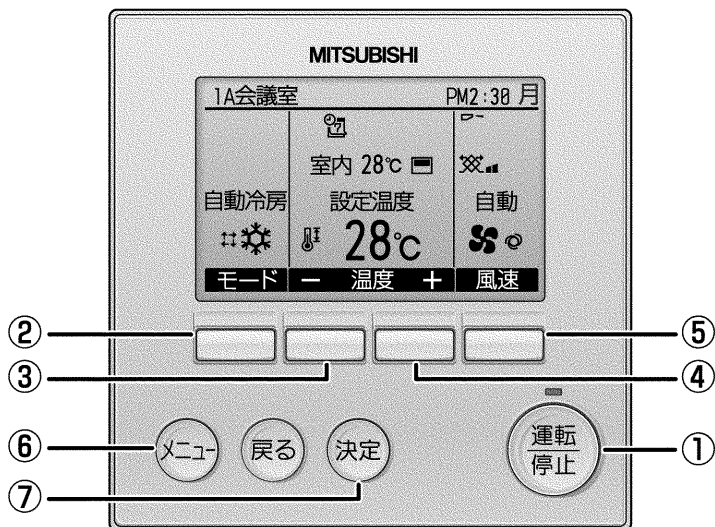 MITSUBISHI
1A会議室 PM2:30 月
室内 28℃
自動冷房 設定温度 自動
28℃
モード − 温度 + 風速
② ⑤
③ ④
⑥ メニュー 戻る 決定 運転 停止 ①
⑦